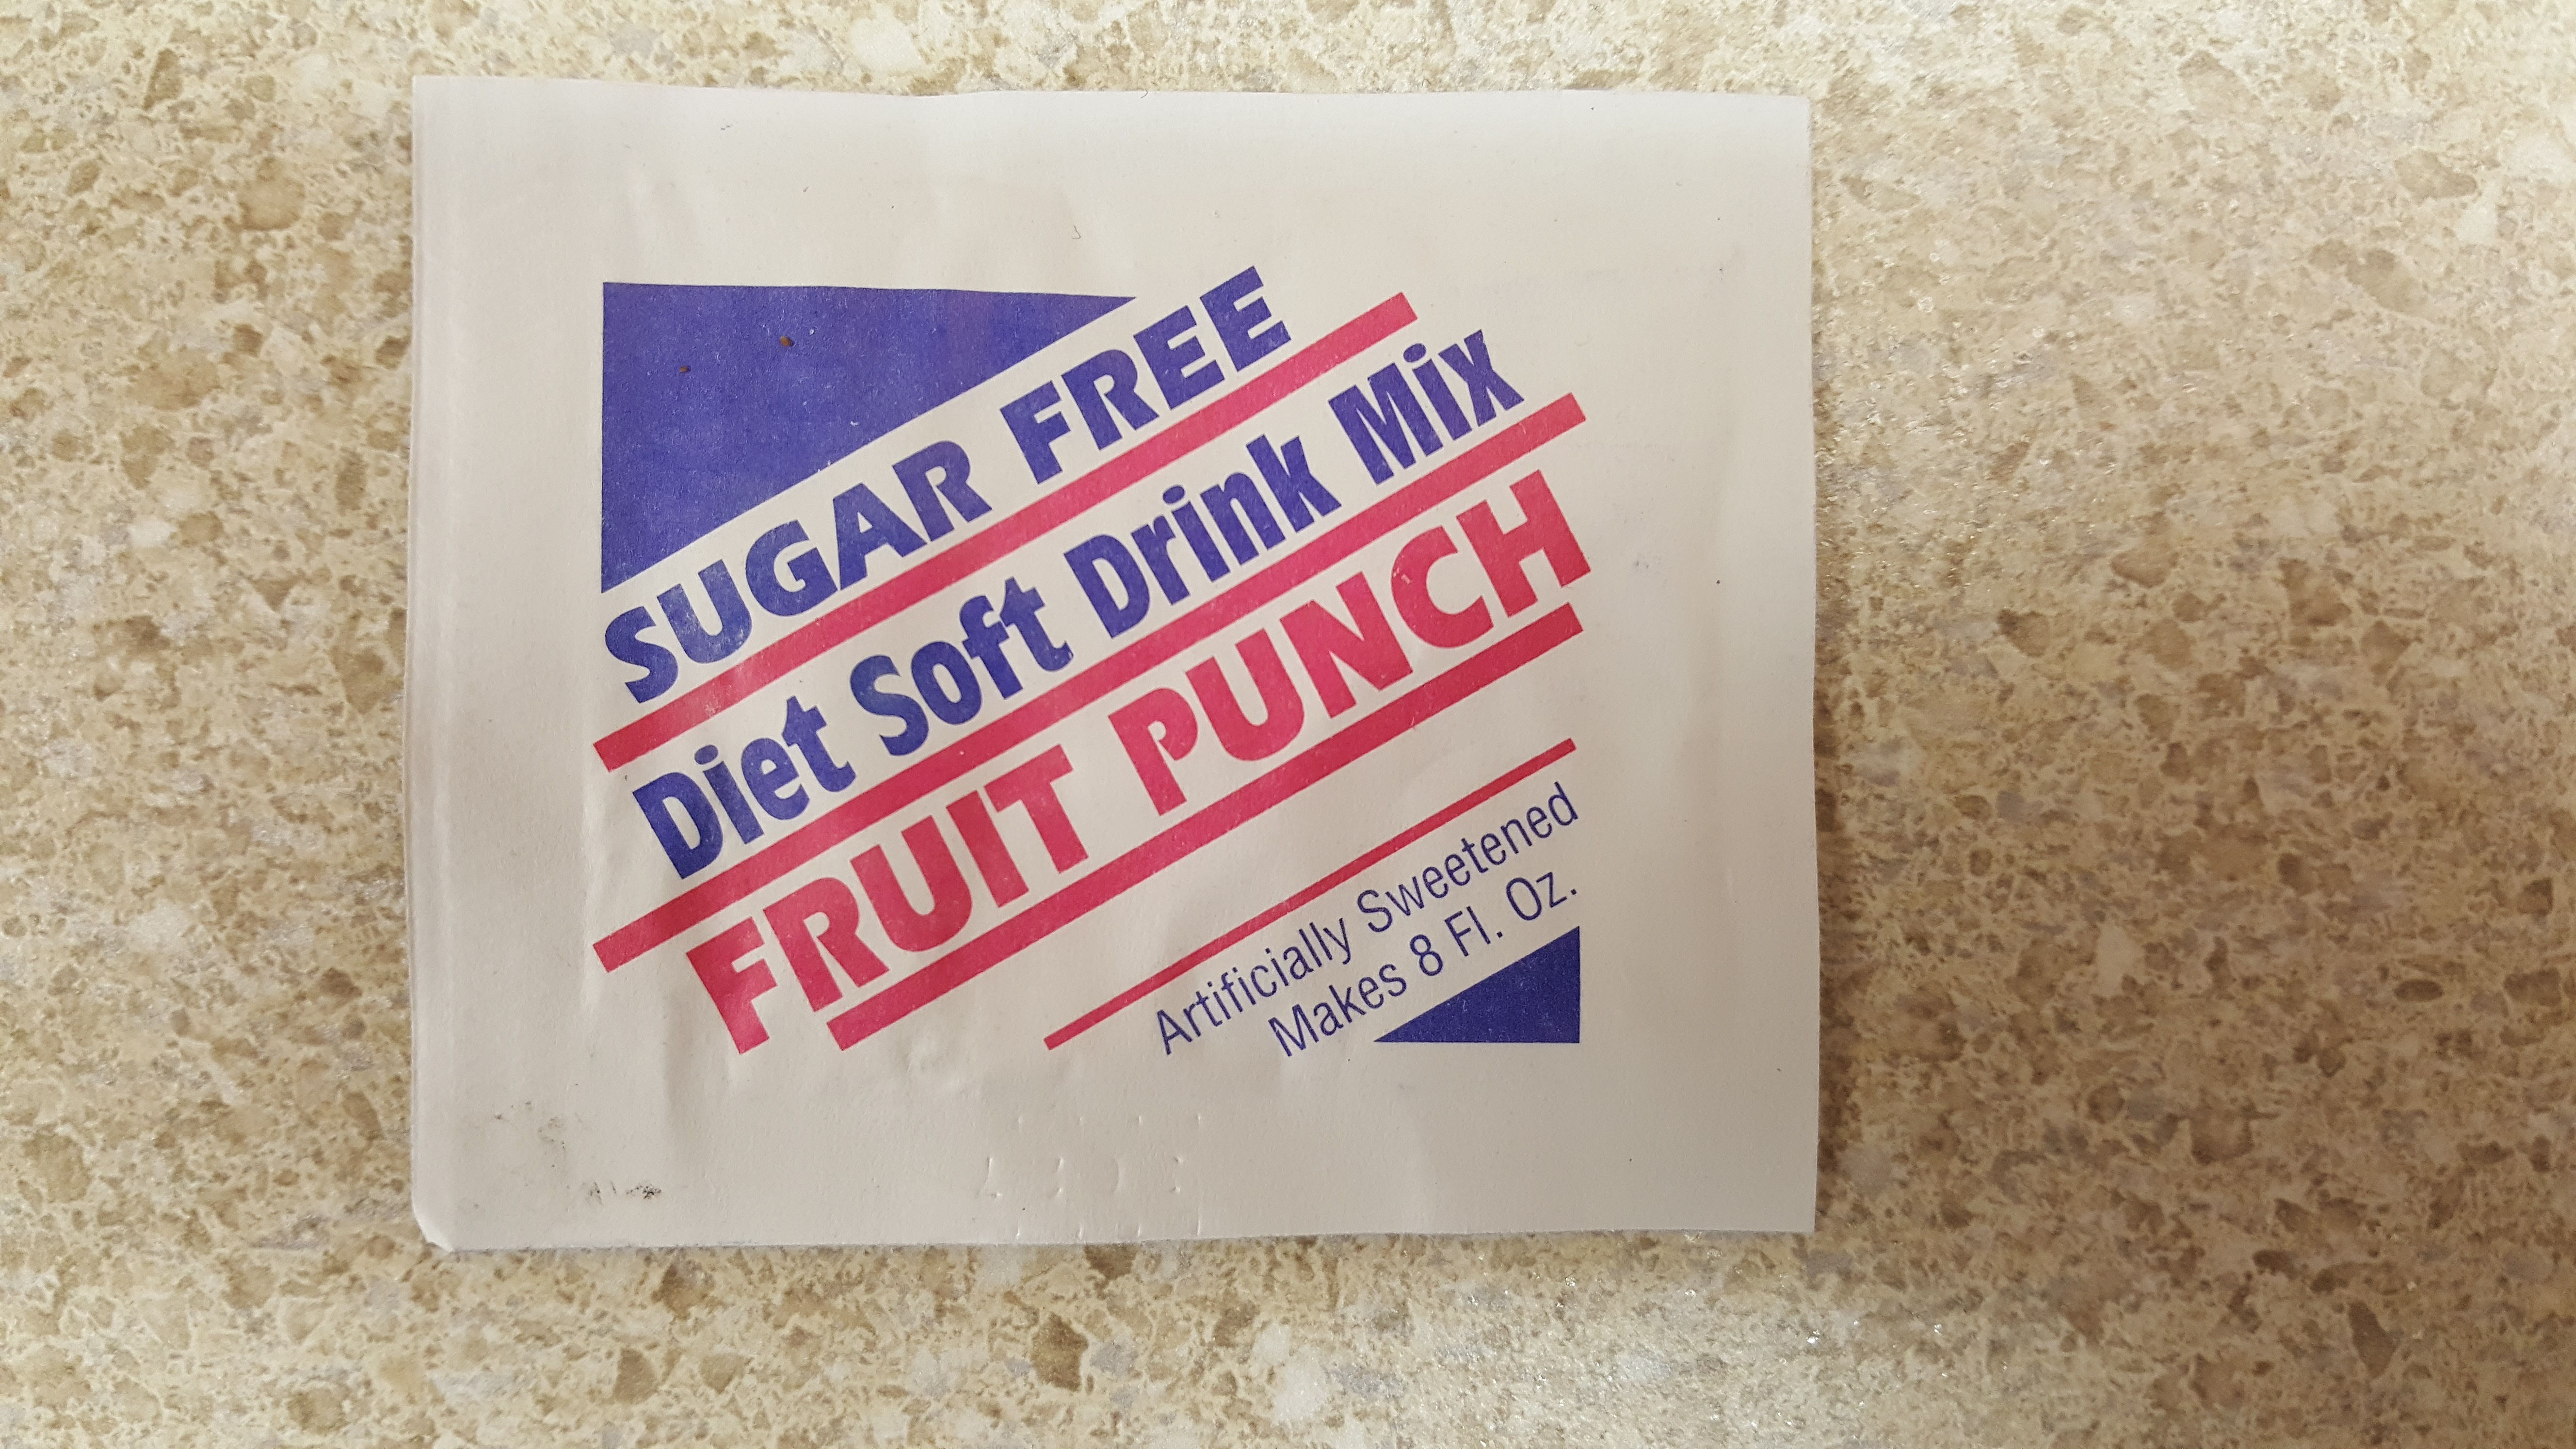 SUGAR FREE
Diet Soft Drink Mix
FRUIT PUNCH
Artificially Sweetened
Makes 8 Fl. Oz.